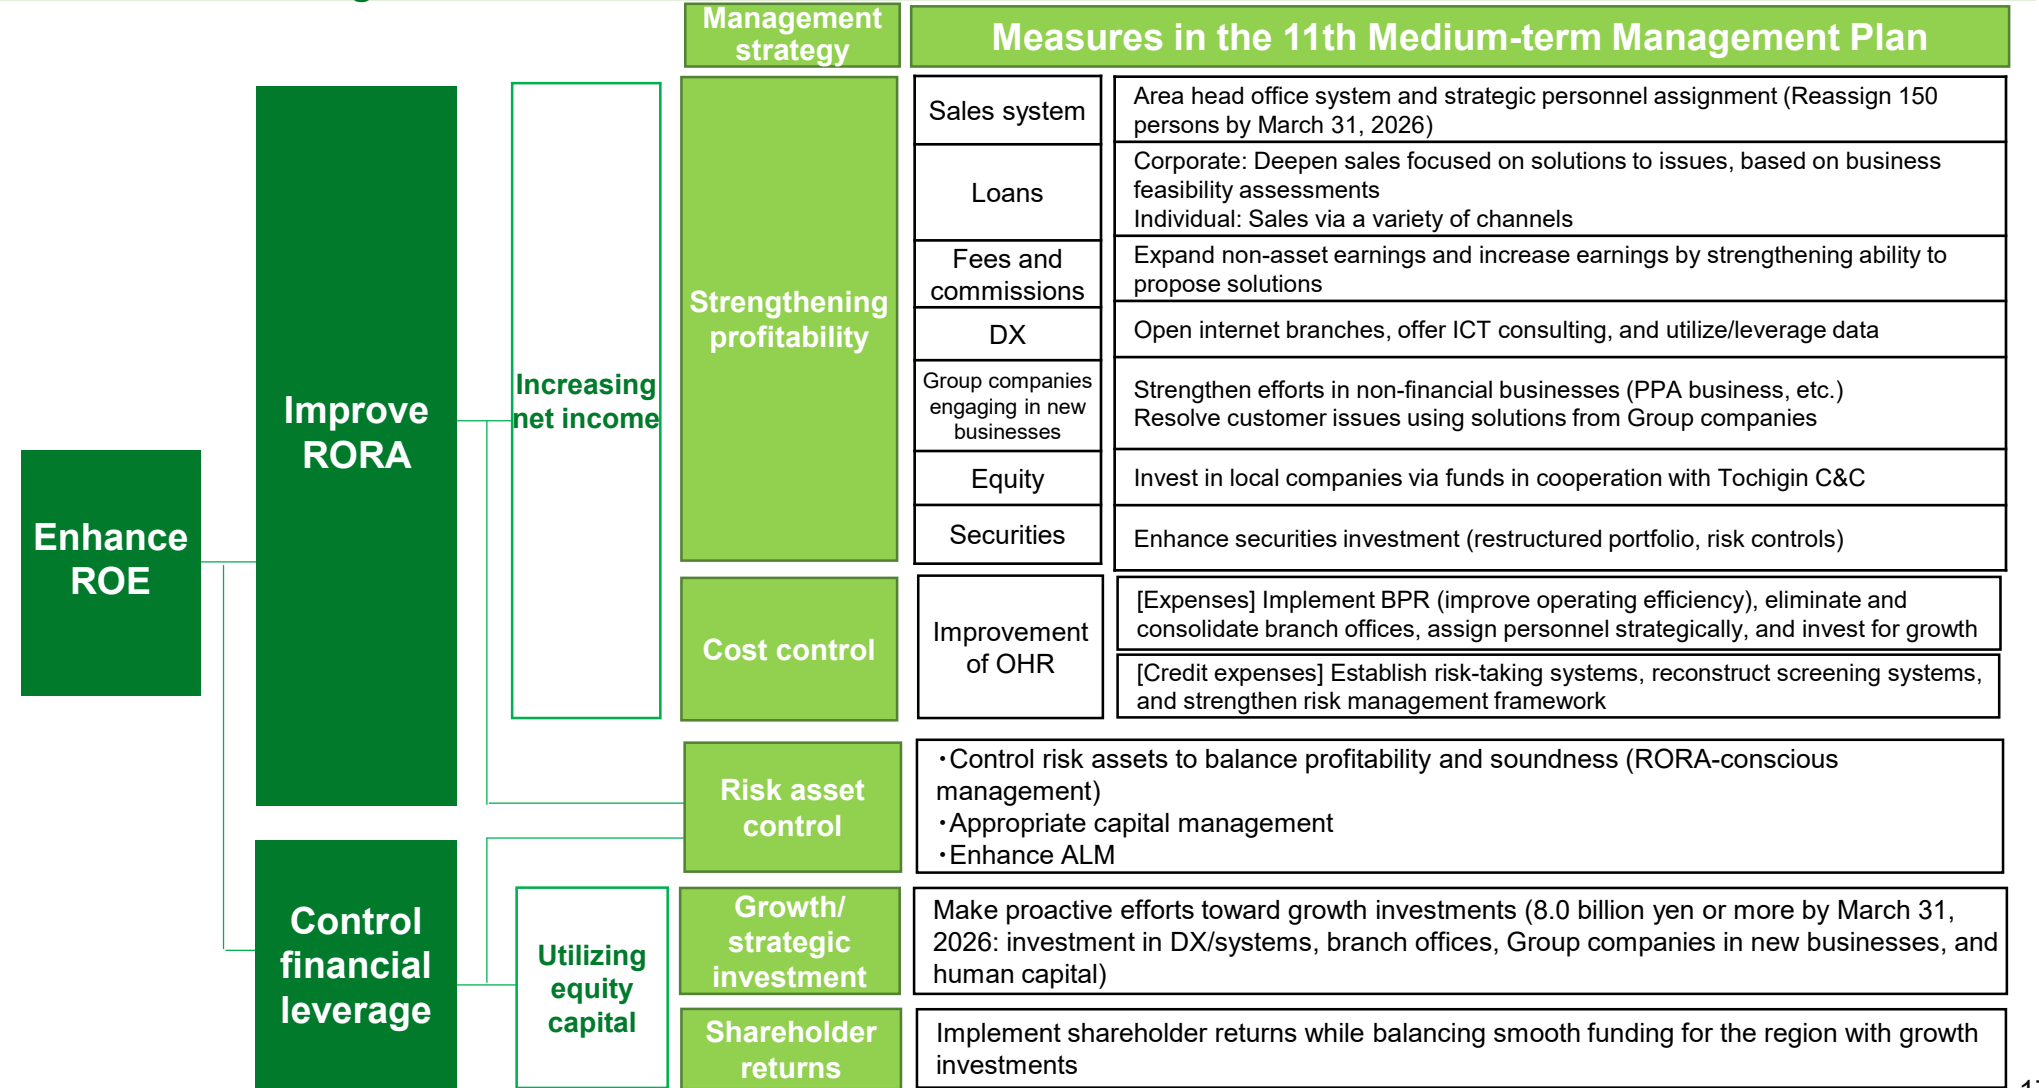 Management
strategy
Measures in the 11th Medium-term Management Plan
Enhance
ROE
Improve
RORA
Increasing
net income
Strengthening
profitability
Sales system
Area head office system and strategic personnel assignment (Reassign 150
persons by March 31, 2026)
Loans
Corporate: Deepen sales focused on solutions to issues, based on business
feasibility assessments
Individual: Sales via a variety of channels
Fees and
commissions
Expand non-asset earnings and increase earnings by strengthening ability to
propose solutions
DX
Open internet branches, offer ICT consulting, and utilize/leverage data
Group companies
engaging in new
businesses
Strengthen efforts in non-financial businesses (PPA business, etc.)
Resolve customer issues using solutions from Group companies
Equity
Invest in local companies via funds in cooperation with Tochigin C&C
Securities
Enhance securities investment (restructured portfolio, risk controls)
Cost control
Improvement
of OHR
[Expenses] Implement BPR (improve operating efficiency), eliminate and
consolidate branch offices, assign personnel strategically, and invest for growth
[Credit expenses] Establish risk-taking systems, reconstruct screening systems,
and strengthen risk management framework
Risk asset
control
・Control risk assets to balance profitability and soundness (RORA-conscious
management)
・Appropriate capital management
・Enhance ALM
Control
financial
leverage
Utilizing
equity
capital
Growth/
strategic
investment
Make proactive efforts toward growth investments (8.0 billion yen or more by March 31,
2026: investment in DX/systems, branch offices, Group companies in new businesses, and
human capital)
Shareholder
returns
Implement shareholder returns while balancing smooth funding for the region with growth
investments